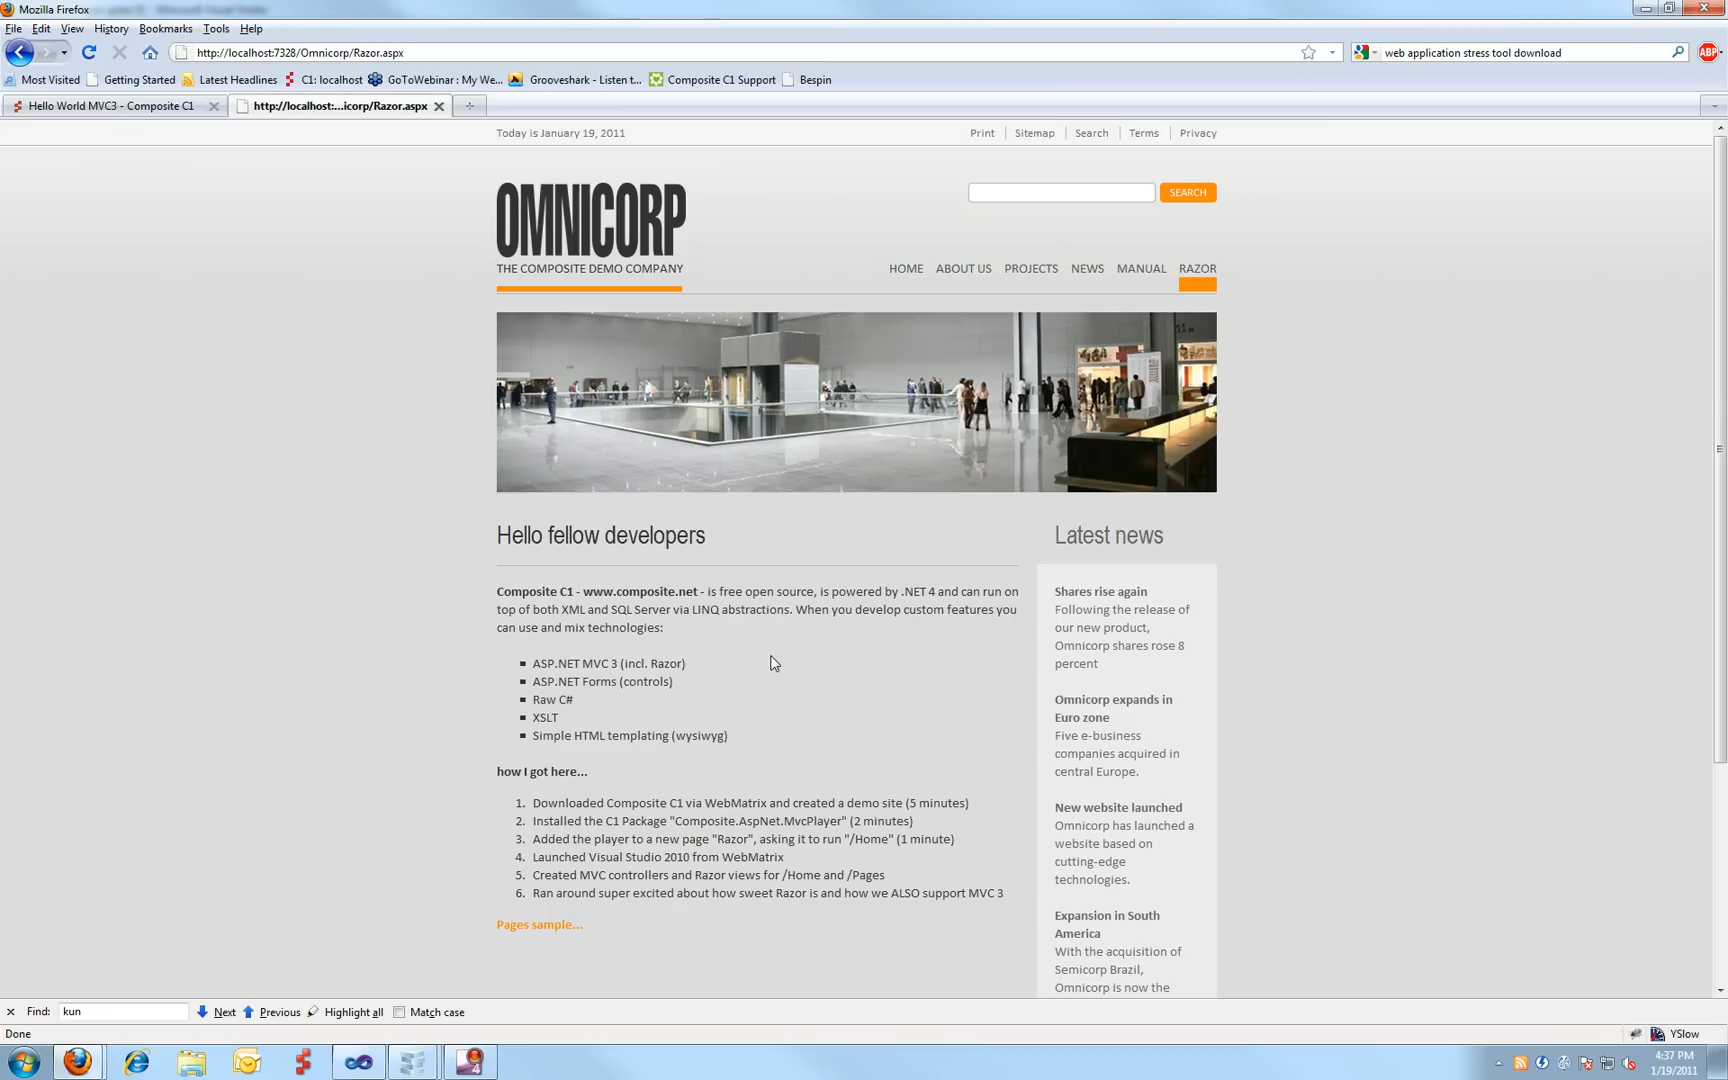 Mozilla Firefox
File Edit View History Bookmarks Tools Help
http://localhost:7328/Omnicorp/Razor.aspx
web application stress tool download
ABP
Most Visited Getting Started Latest Headlines C1: localhost GoToWebinar : My We... Grooveshark - Listen t... Composite C1 Support Bespin
Hello World MVC3 - Composite C1
http://localhost:...icorp/Razor.aspx
Today is January 19, 2011
Print Sitemap Search Terms Privacy
OMNICORP
THE COMPOSITE DEMO COMPANY
SEARCH
HOME ABOUT US PROJECTS NEWS MANUAL RAZOR
Hello fellow developers
Composite C1 - www.composite.net - is free open source, is powered by .NET 4 and can run on
top of both XML and SQL Server via LINQ abstractions. When you develop custom features you
can use and mix technologies:
ASP.NET MVC 3 (incl. Razor)
ASP.NET Forms (controls)
Raw C#
XSLT
Simple HTML templating (wysiwyg)
how I got here...
1. Downloaded Composite C1 via WebMatrix and created a demo site (5 minutes)
2. Installed the C1 Package "Composite.AspNet.MvcPlayer" (2 minutes)
3. Added the player to a new page "Razor", asking it to run "/Home" (1 minute)
4. Launched Visual Studio 2010 from WebMatrix
5. Created MVC controllers and Razor views for /Home and /Pages
6. Ran around super excited about how sweet Razor is and how we ALSO support MVC 3
Pages sample...
Latest news
Shares rise again
Following the release of
our new product,
Omnicorp shares rose 8
percent
Omnicorp expands in
Euro zone
Five e-business
companies acquired in
central Europe.
New website launched
Omnicorp has launched a
website based on
cutting-edge
technologies.
Expansion in South
America
With the acquisition of
Semicorp Brazil,
Omnicorp is now the
Find: kun Next Previous Highlight all Match case
Done
YSlow
4
4:37 PM
1/19/2011